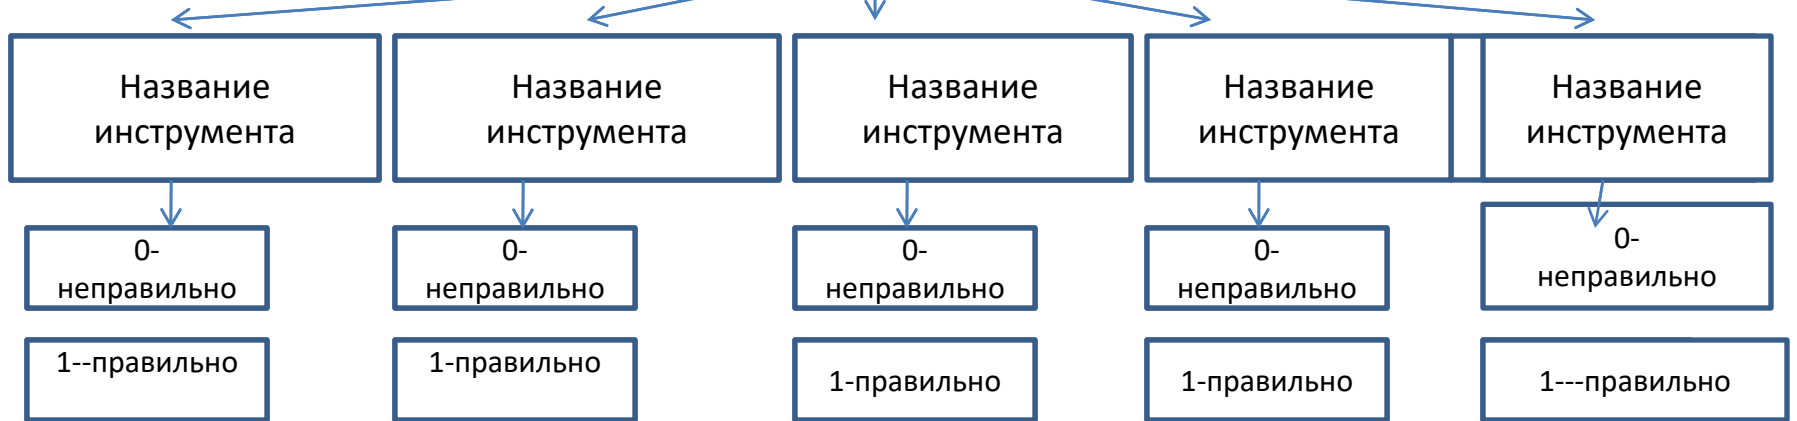 Название
инструмента
Название
инструмента
Название
инструмента
Название
инструмента
Название
инструмента
0-
неправильно
0-
неправильно
0-
неправильно
0-
неправильно
0-
неправильно
1--правильно
1-правильно
1-правильно
1-правильно
1---правильно